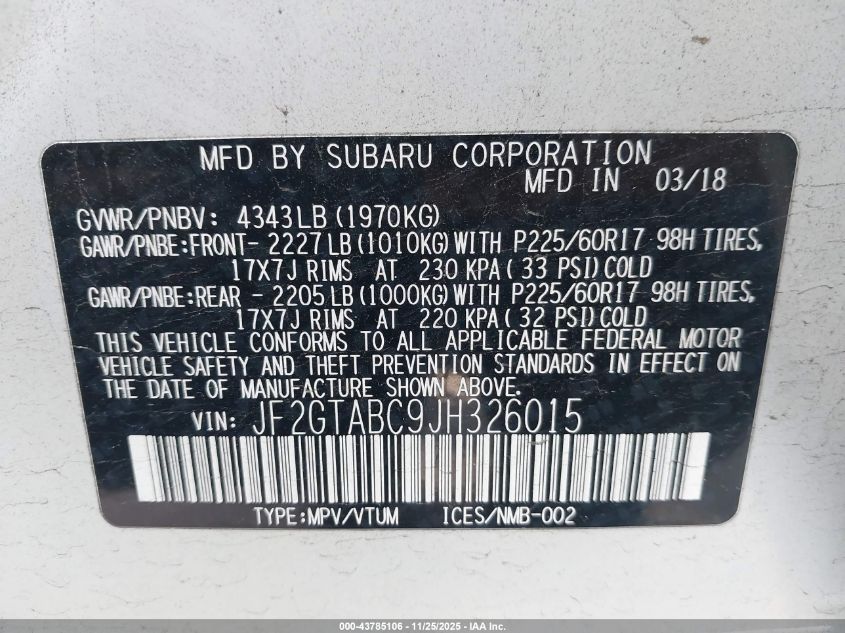 MFD BY SUBARU CORPORATION
MFD IN 03/18
GVWR/PNBV: 4343LB (1970KG)
GAWR/PNBE:FRONT- 2227LB (1010KG) WITH P225/60R17 98H TIRES,
17X7J RIMS AT 230 KPA ( 33 PSI) COLD
GAWR/PNBE:REAR - 2205LB (1000KG) WITH P225/60R17 98H TIRES,
17X7J RIMS AT 220 KPA ( 32 PSI) COLD
THIS VEHICLE CONFORMS TO ALL APPLICABLE FEDERAL MOTOR
VEHICLE SAFETY AND THEFT PREVENTION STANDARDS IN EFFECT ON
THE DATE OF MANUFACTURE SHOWN ABOVE.
VIN: JF2GTABC9JH326015
TYPE:MPV/VTUM ICES/NMB-002
000-43785106 - 11/25/2025 - IAA Inc.